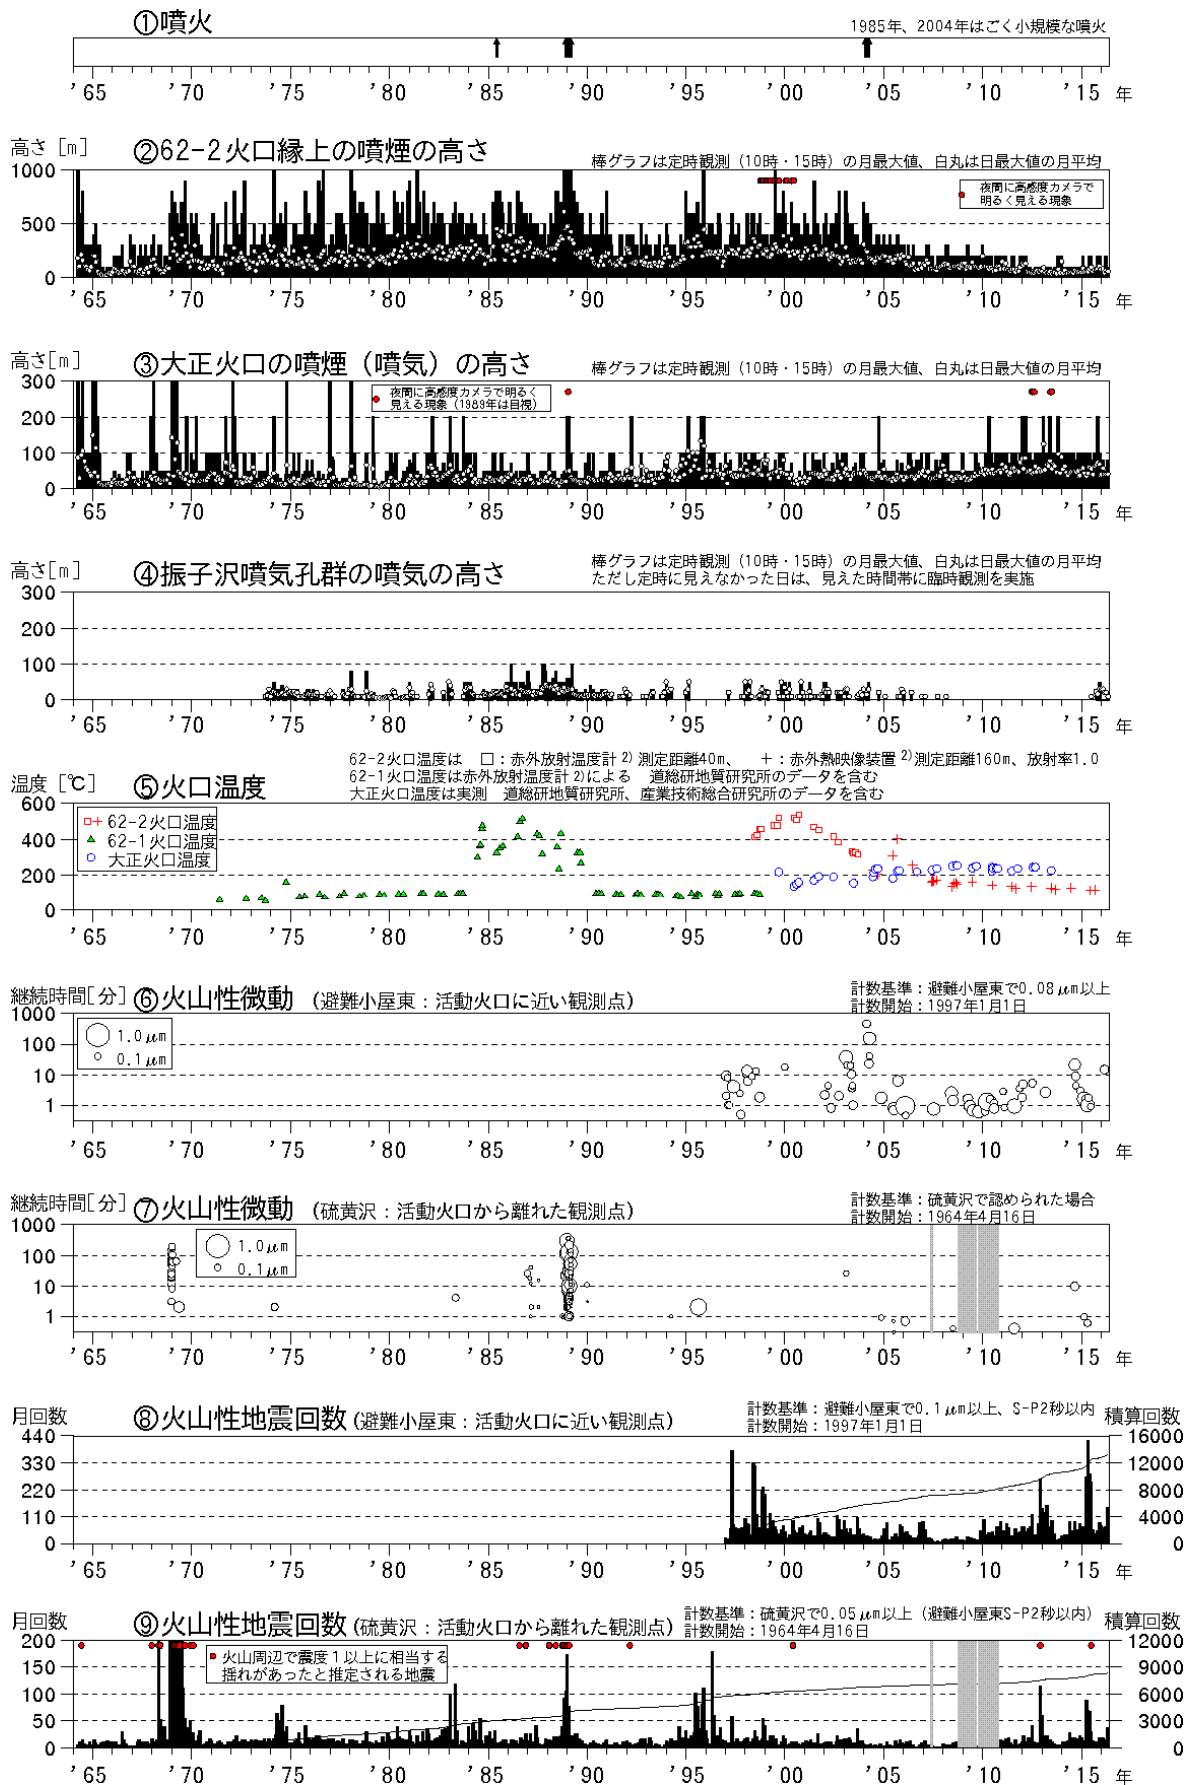 ①噴火
1985年、2004年はごく小規模な噴火
'65 '70 '75 '80 '85 '90 '95 '00 '05 '10 '15 年
高さ[m]
②62-2火口縁上の噴煙の高さ
棒グラフは定時観測(10時・15時)の月最大値、白丸は日最大値の月平均
1000
500
0
夜間に高感度カメラで
明るく見える現象
'65 '70 '75 '80 '85 '90 '95 '00 '05 '10 '15 年
高さ[m]
③大正火口の噴煙(噴気)の高さ
棒グラフは定時観測(10時・15時)の月最大値、白丸は日最大値の月平均
300
200
100
0
夜間に高感度カメラで明るく
見える現象(1989年は目視)
'65 '70 '75 '80 '85 '90 '95 '00 '05 '10 '15 年
高さ[m]
④振子沢噴気孔群の噴気の高さ
棒グラフは定時観測(10時・15時)の月最大値、白丸は日最大値の月平均
ただし定時に見えなかった日は、見えた時間帯に臨時観測を実施
300
200
100
0
'65 '70 '75 '80 '85 '90 '95 '00 '05 '10 '15 年
62-2火口温度は □:赤外放射温度計2)測定距離40m、 +:赤外熱映像装置2)測定距離160m、放射率1.0
62-1火口温度は赤外放射温度計2)による 道総研地質研究所のデータを含む
大正火口温度は実測 道総研地質研究所、産業技術総合研究所のデータを含む
温度[℃]
⑤火口温度
600
400
200
0
□+ 62-2火口温度
▲ 62-1火口温度
○ 大正火口温度
'65 '70 '75 '80 '85 '90 '95 '00 '05 '10 '15 年
継続時間[分]
⑥火山性微動 (避難小屋東:活動火口に近い観測点)
計数基準:避難小屋東で0.08μm以上
計数開始:1997年1月1日
1000
100
10
1
1.0μm
0.1μm
'65 '70 '75 '80 '85 '90 '95 '00 '05 '10 '15 年
継続時間[分]
⑦火山性微動 (硫黄沢:活動火口から離れた観測点)
計数基準:硫黄沢で認められた場合
計数開始:1964年4月16日
1000
100
10
1
1.0μm
0.1μm
'65 '70 '75 '80 '85 '90 '95 '00 '05 '10 '15 年
月回数
⑧火山性地震回数(避難小屋東:活動火口に近い観測点)
計数基準:避難小屋東で0.1μm以上、S-P2秒以内
計数開始:1997年1月1日
積算回数
440 16000
330 12000
220 8000
110 4000
0 0
'65 '70 '75 '80 '85 '90 '95 '00 '05 '10 '15 年
月回数
⑨火山性地震回数(硫黄沢:活動火口から離れた観測点)
計数基準:硫黄沢で0.05μm以上(避難小屋東S-P2秒以内)
計数開始:1964年4月16日
積算回数
200 12000
150 9000
100 6000
50 3000
0 0
火山周辺で震度1以上に相当する
揺れがあったと推定される地震
'65 '70 '75 '80 '85 '90 '95 '00 '05 '10 '15 年